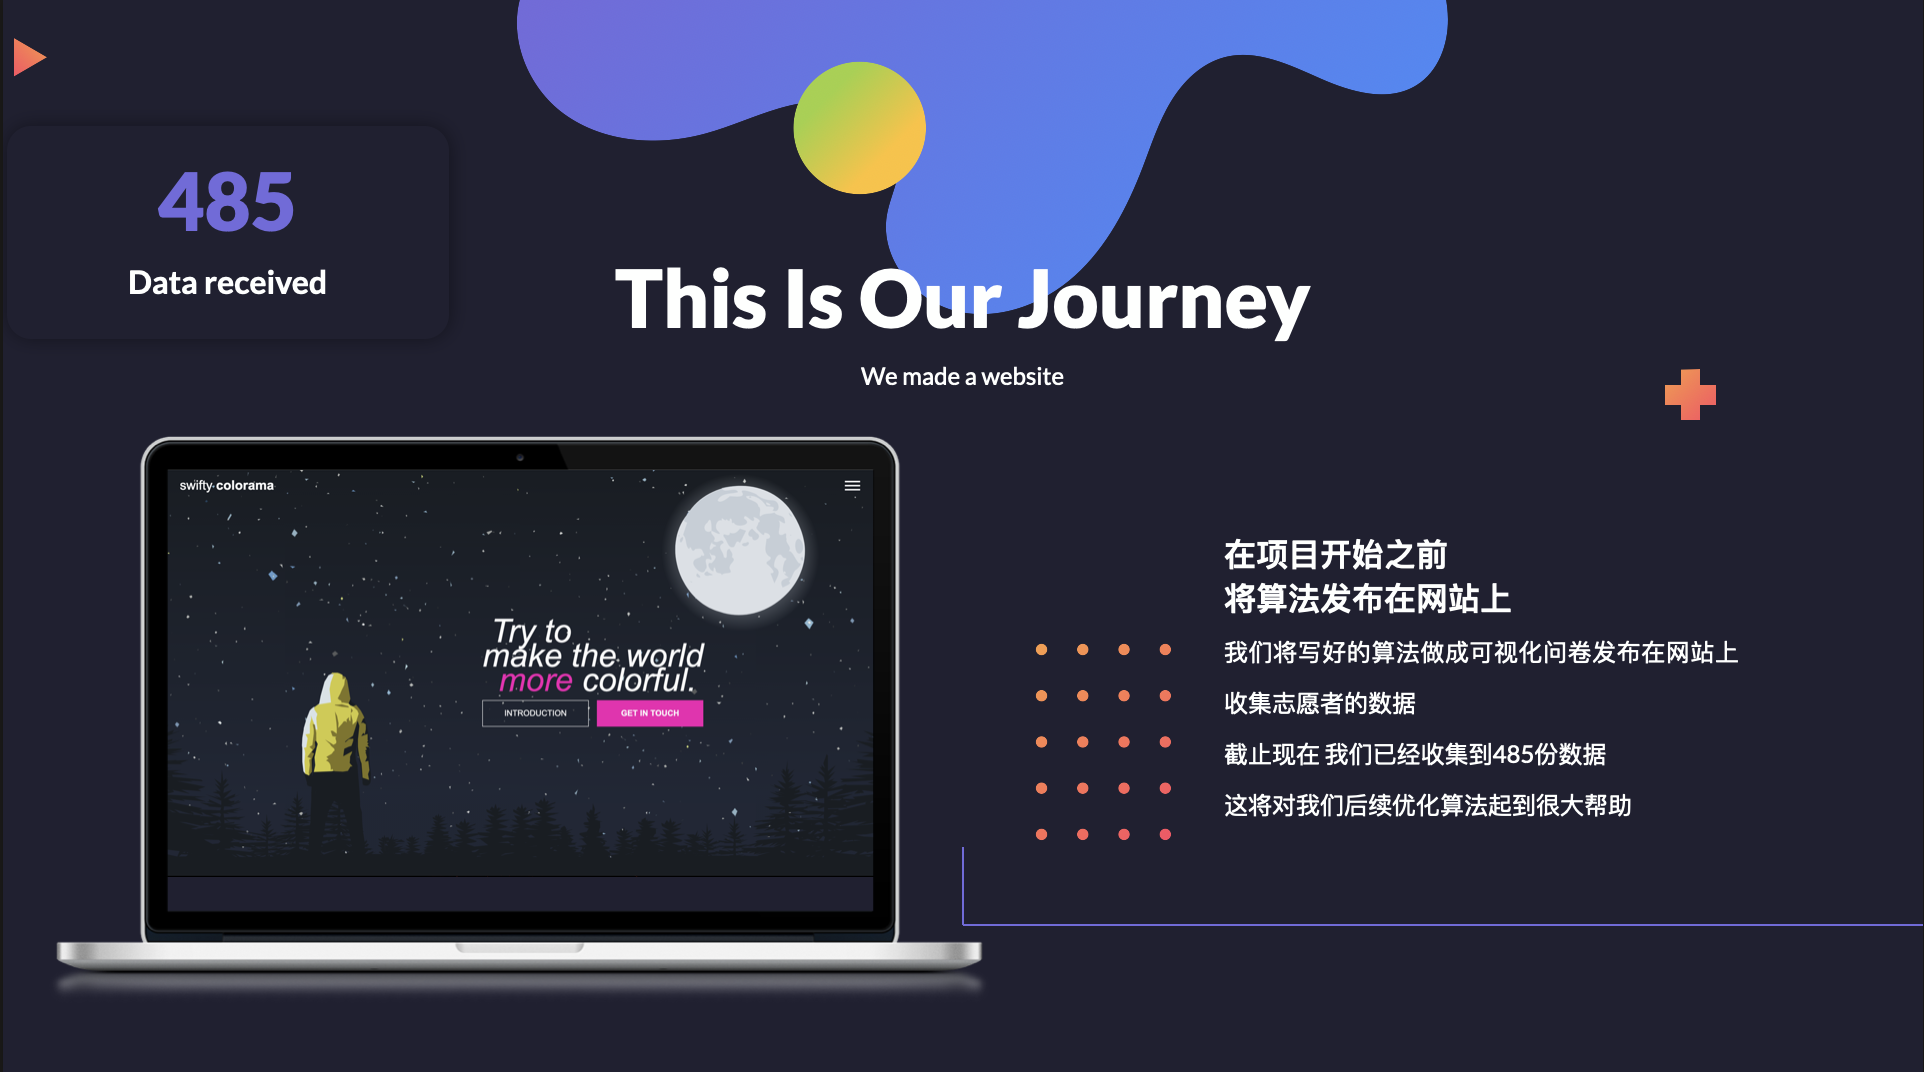 485
Data received
This Is Our Journey
We made a website
swifty·colorama
Try to
make the world
more colorful.
INTRODUCTION
GET IN TOUCH
在项目开始之前
将算法发布在网站上
我们将写好的算法做成可视化问卷发布在网站上
收集志愿者的数据
截止现在 我们已经收集到485份数据
这将对我们后续优化算法起到很大帮助